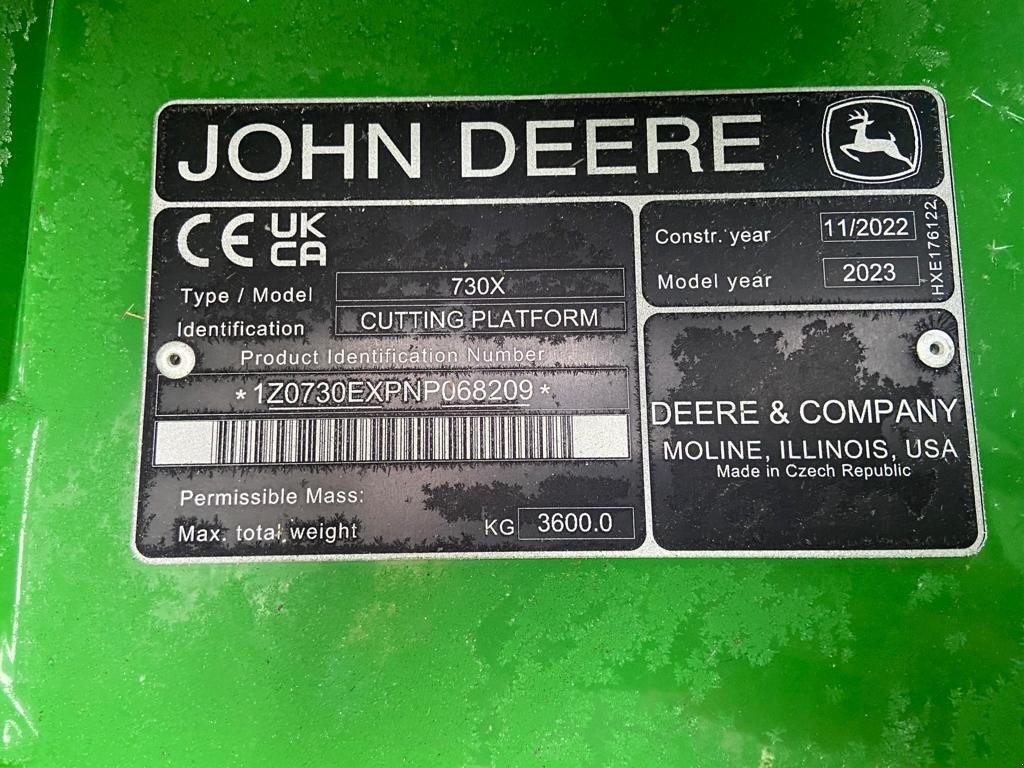 JOHN DEERE
CE UK CA
Type / Model 730X
Identification CUTTING PLATFORM
Product Identification Number
*1Z0730EXPNP068209*
Permissible Mass:
Max. total weight KG 3600.0
Constr. year 11/2022
Model year 2023
HXE176122
DEERE & COMPANY
MOLINE, ILLINOIS, USA
Made in Czech Republic